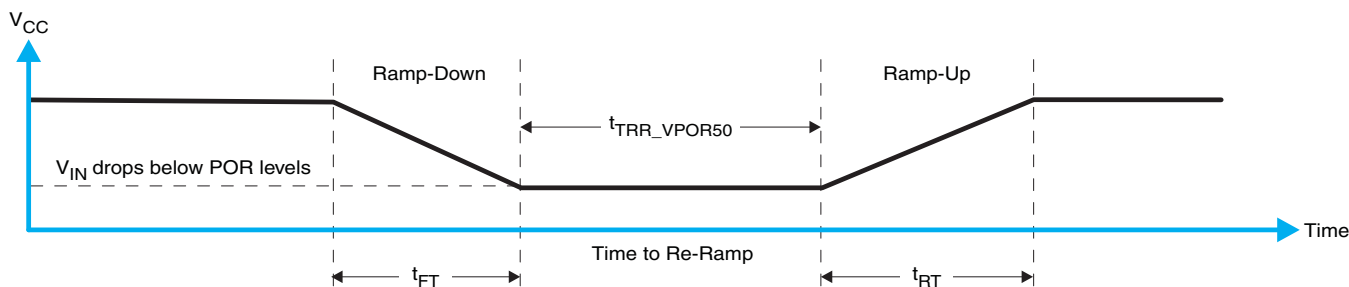 VCC
Ramp-Down
Ramp-Up
tTRR_VPOR50
VIN drops below POR levels
Time
Time to Re-Ramp
tFT
tRT